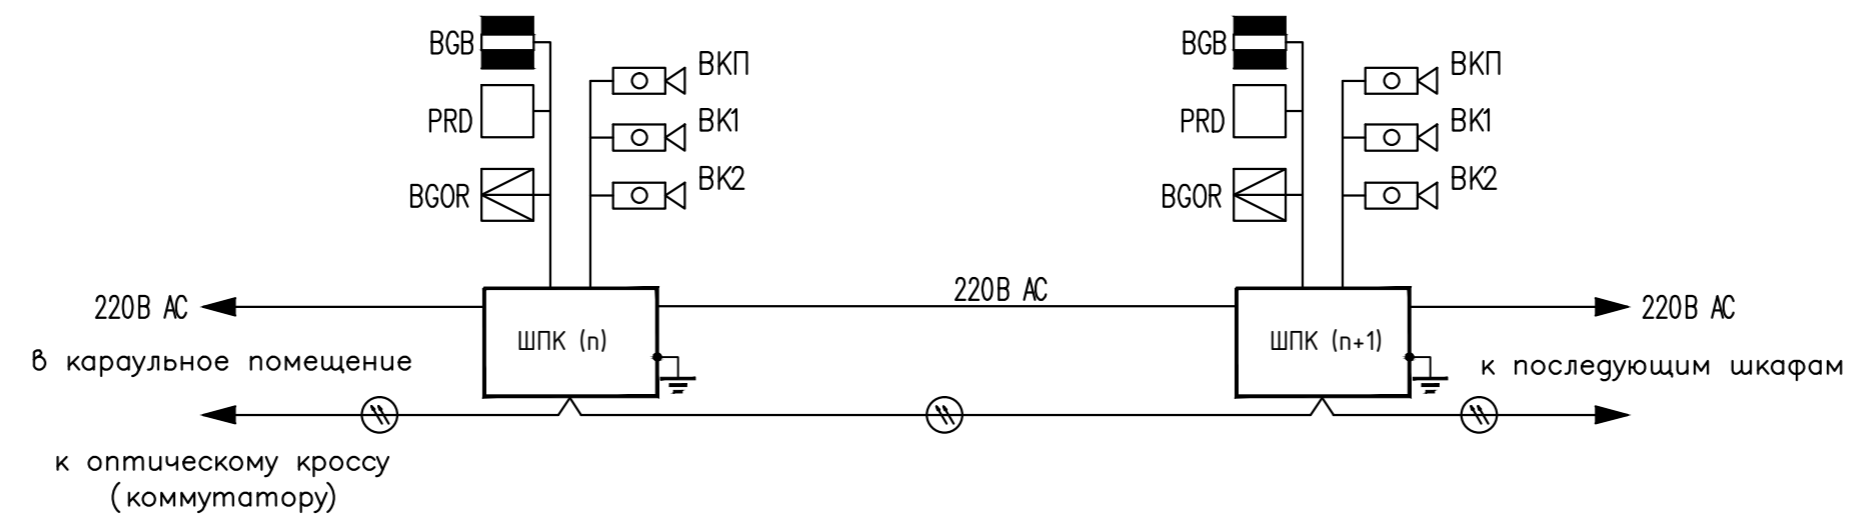 BGB
ВКП
PRD
ВК1
BGOR
ВК2
BGB
ВКП
PRD
ВК1
BGOR
ВК2
220В АС
ШПК (n)
220В АС
ШПК (n+1)
220В АС
в караульное помещение
к последующим шкафам
к оптическому кроссу
(коммутатору)